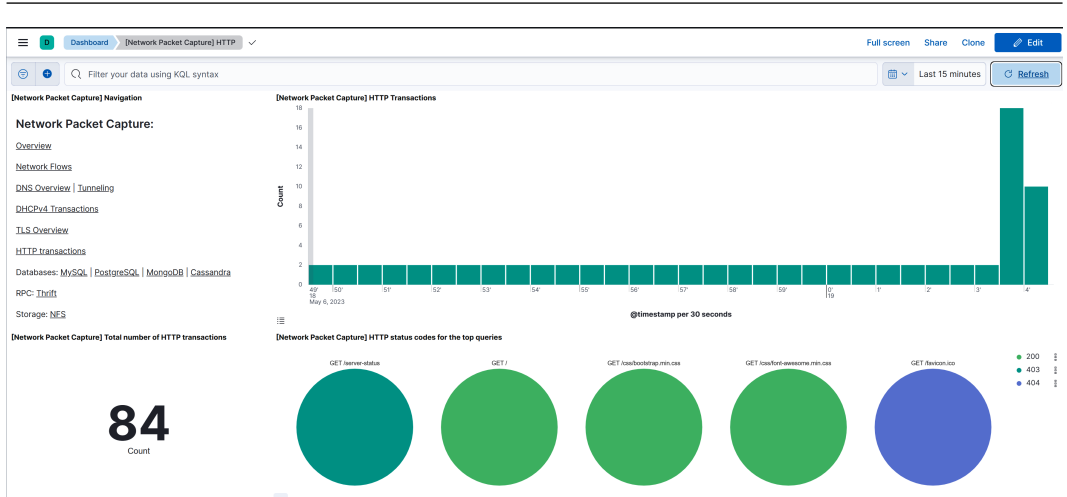 D Dashboard [Network Packet Capture] HTTP Full screen Share Clone Edit
Filter your data using KQL syntax Last 15 minutes Refresh
[Network Packet Capture] Navigation
Network Packet Capture:
Overview
Network Flows
DNS Overview | Tunneling
DHCPv4 Transactions
TLS Overview
HTTP transactions
Databases: MySQL | PostgreSQL | MongoDB | Cassandra
RPC: Thrift
Storage: NFS
[Network Packet Capture] HTTP Transactions
18
16
14
12
10
8
6
4
2
0
Count
49' 50' 51' 52' 53' 54' 55' 56' 57' 58' 59' 0' 1' 2' 3' 4'
18 19
May 6, 2023
@timestamp per 30 seconds
[Network Packet Capture] Total number of HTTP transactions
84
Count
[Network Packet Capture] HTTP status codes for the top queries
GET /server-status GET / GET /css/bootstrap.min.css GET /css/font-awesome.min.css GET /favicon.ico
200
403
404